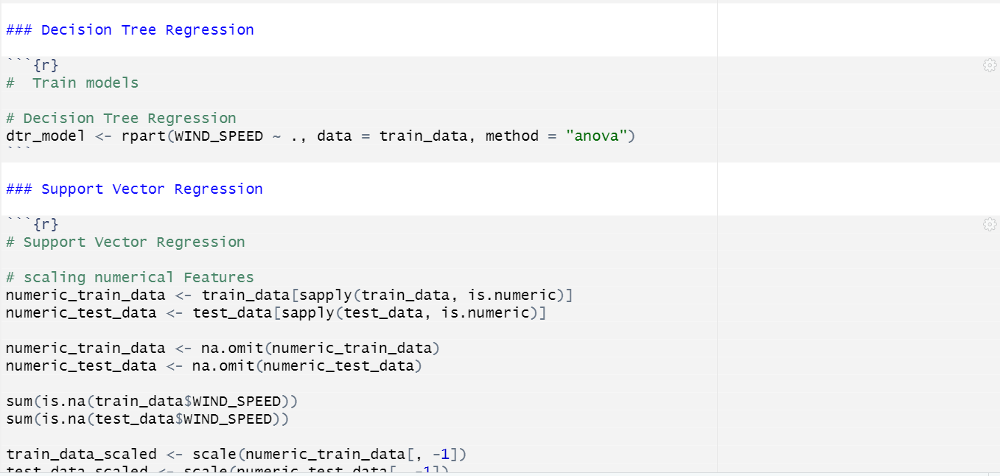 ### Decision Tree Regression
```{r}
#  Train models
# Decision Tree Regression
dtr_model <- rpart(WIND_SPEED ~ ., data = train_data, method = "anova")
```
### Support Vector Regression
```{r}
# Support Vector Regression
# scaling numerical Features
numeric_train_data <- train_data[sapply(train_data, is.numeric)]
numeric_test_data <- test_data[sapply(test_data, is.numeric)]
numeric_train_data <- na.omit(numeric_train_data)
numeric_test_data <- na.omit(numeric_test_data)
sum(is.na(train_data$WIND_SPEED))
sum(is.na(test_data$WIND_SPEED))
train_data_scaled <- scale(numeric_train_data[, -1])
test_data_scaled <- scale(numeric_test_data[, -1])